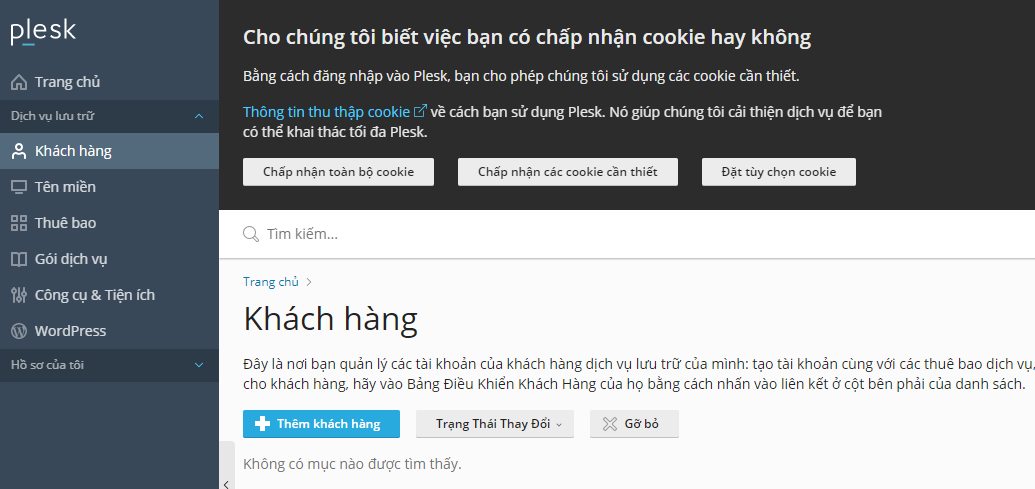 plesk
Trang chủ
Dịch vụ lưu trữ
Khách hàng
Tên miền
Thuê bao
Gói dịch vụ
Công cụ & Tiện ích
WordPress
Hồ sơ của tôi
Cho chúng tôi biết việc bạn có chấp nhận cookie hay không
Bằng cách đăng nhập vào Plesk, bạn cho phép chúng tôi sử dụng các cookie cần thiết.
Thông tin thu thập cookie về cách bạn sử dụng Plesk. Nó giúp chúng tôi cải thiện dịch vụ để bạn
có thể khai thác tối đa Plesk.
Chấp nhận toàn bộ cookie
Chấp nhận các cookie cần thiết
Đặt tùy chọn cookie
Tìm kiếm...
Trang chủ
Khách hàng
Đây là nơi bạn quản lý các tài khoản của khách hàng dịch vụ lưu trữ của mình: tạo tài khoản cùng với các thuê bao dịch vụ,
cho khách hàng, hãy vào Bảng Điều Khiển Khách Hàng của họ bằng cách nhấn vào liên kết ở cột bên phải của danh sách.
Thêm khách hàng
Trạng Thái Thay Đổi
Gỡ bỏ
Không có mục nào được tìm thấy.